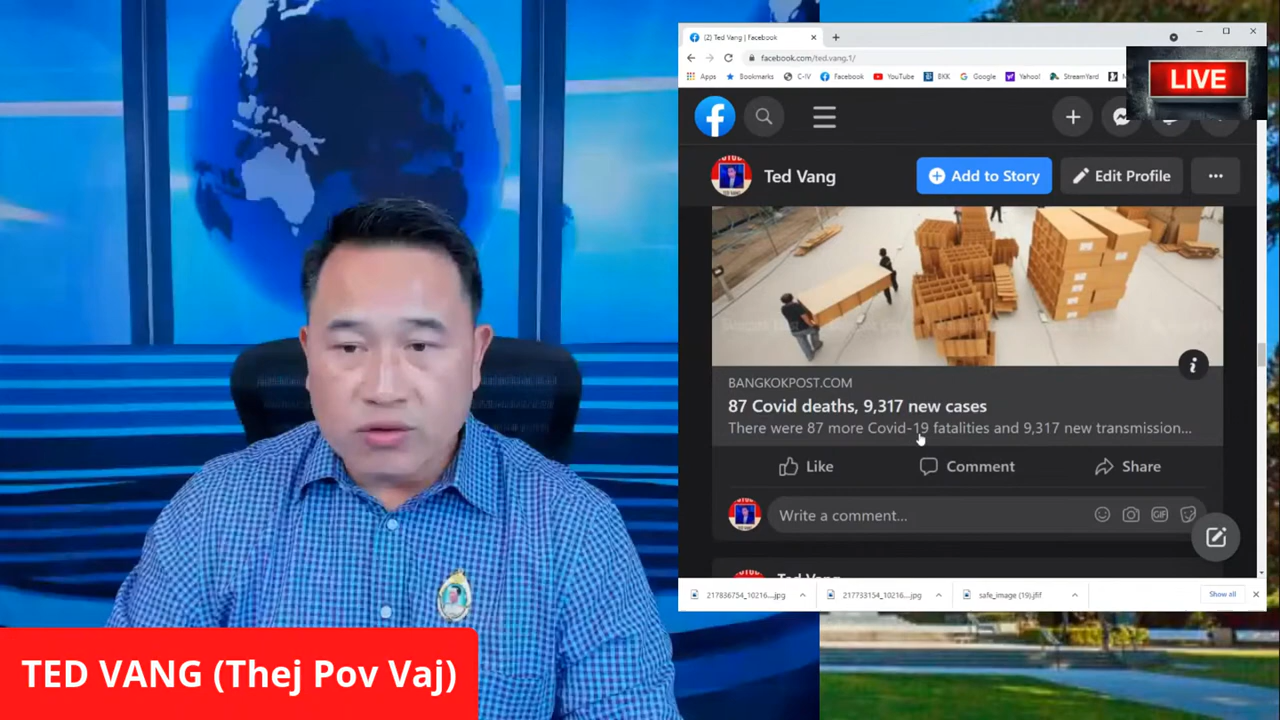 (2) Ted Vang | Facebook
facebook.com/ted.vang.1/
Apps
Bookmarks
C-IV
Facebook
YouTube
BKK
Google
Yahoo!
StreamYard
LIVE
Ted Vang
Add to Story
Edit Profile
BANGKOKPOST.COM
87 Covid deaths, 9,317 new cases
There were 87 more Covid-19 fatalities and 9,317 new transmission...
Like
Comment
Share
Write a comment...
GIF
Ted Vang
217836754_10216....jpg
217733154_10216....jpg
safe_image (19).jfif
Show all
TED VANG (Thej Pov Vaj)